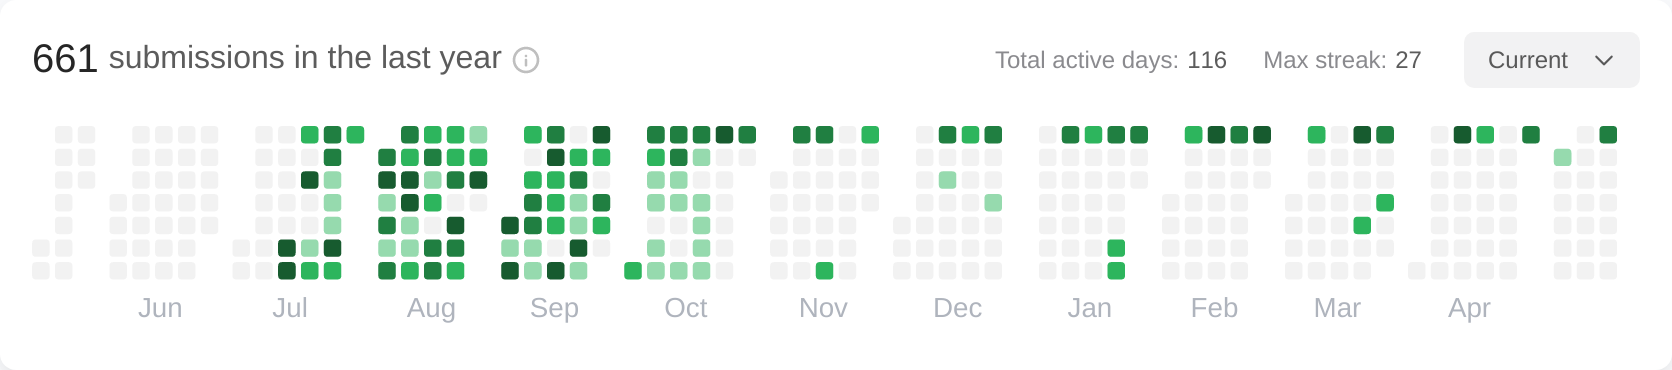 661 submissions in the last year
Total active days: 116 Max streak: 27 Current
Jun Jul Aug Sep Oct Nov Dec Jan Feb Mar Apr